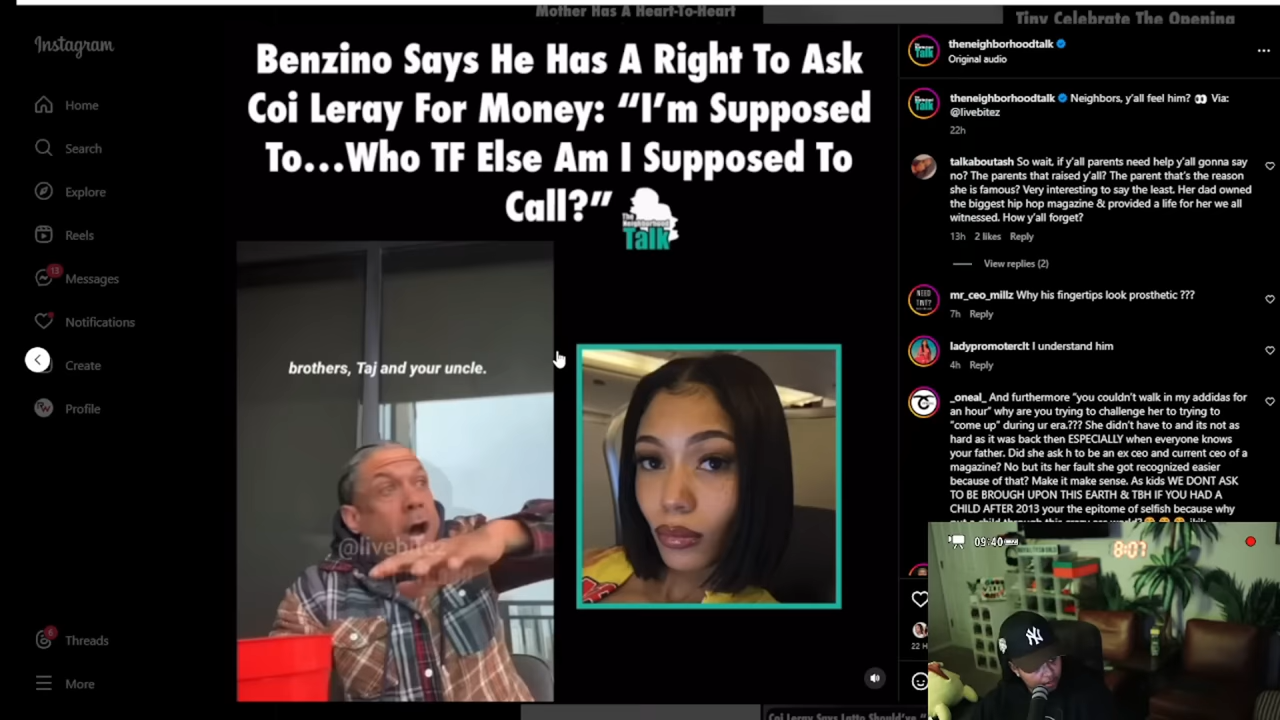 Mother Has A Heart-To-Heart
Tiny Celebrate The Opening
Instagram
Home
Search
Explore
Reels
13
Messages
Notifications
Create
Profile
6
Threads
More
Benzino Says He Has A Right To Ask
Coi Leray For Money: “I’m Supposed
To...Who TF Else Am I Supposed To
Call?”
The
Neighborhood
Talk
brothers, Taj and your uncle.
@livebitez
theneighborhoodtalk
Original audio
theneighborhoodtalk Neighbors, y'all feel him? 👀 Via:
@livebitez
22h
talkaboutash So wait, if y'all parents need help y'all gonna say
no? The parents that raised y'all? The parent that's the reason
she is famous? Very interesting to say the least. Her dad owned
the biggest hip hop magazine & provided a life for her we all
witnessed. How y'all forget?
13h 2 likes Reply
View replies (2)
mr_ceo_millz Why his fingertips look prosthetic ???
7h Reply
ladypromoterclt I understand him
4h Reply
_oneal_ And furthermore “you couldn't walk in my addidas for
an hour” why are you trying to challenge her to trying to
“come up” during ur era.??? She didn't have to and its not as
hard as it was back then ESPECIALLY when everyone knows
your father. Did she ask h to be an ex ceo and current ceo of a
magazine? No but its her fault she got recognized easier
because of that? Make it make sense. As kids WE DONT ASK
TO BE BROUGH UPON THIS EARTH & TBH IF YOU HAD A
CHILD AFTER 2013 your the epitome of selfish because why
09:40
8:07
22 H
Coi Leray Says Latto Should've